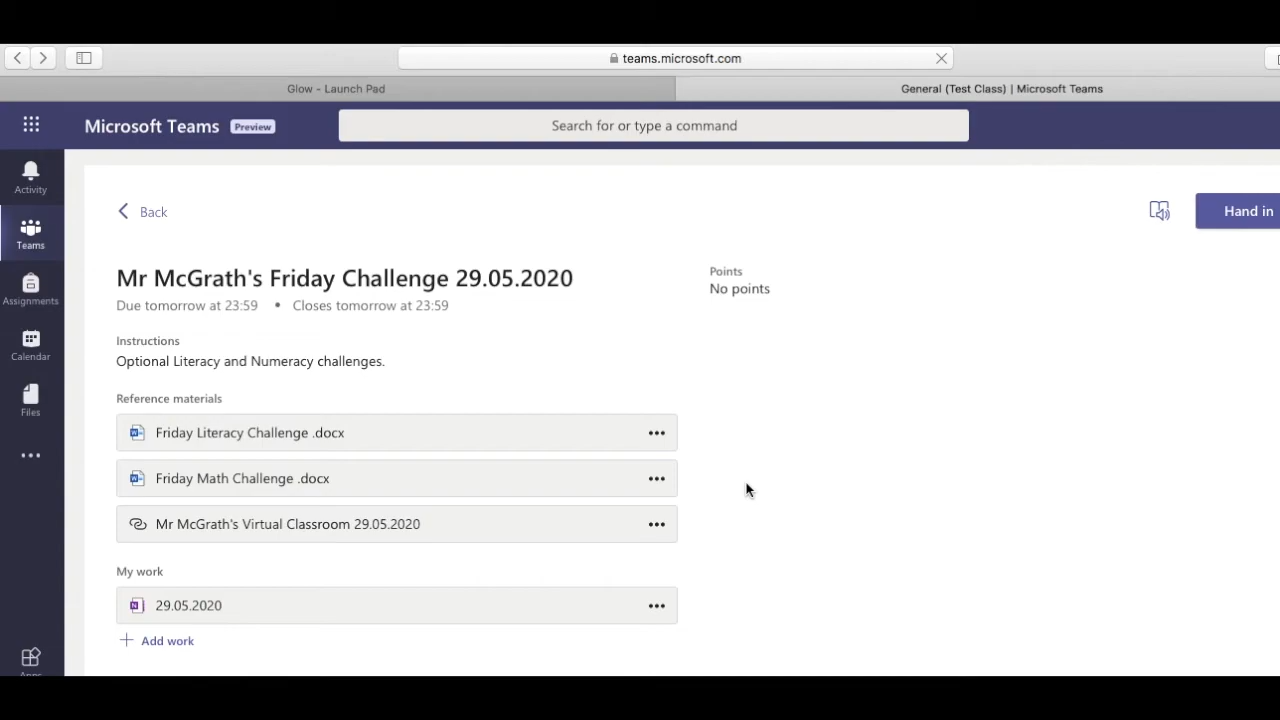 teams.microsoft.com
Glow - Launch Pad
General (Test Class) | Microsoft Teams
Microsoft Teams Preview
Search for or type a command
Activity
Teams
Assignments
Calendar
Files
Apps
Back
Hand in
Mr McGrath's Friday Challenge 29.05.2020
Due tomorrow at 23:59 • Closes tomorrow at 23:59
Points
No points
Instructions
Optional Literacy and Numeracy challenges.
Reference materials
Friday Literacy Challenge .docx
Friday Math Challenge .docx
Mr McGrath's Virtual Classroom 29.05.2020
My work
29.05.2020
Add work